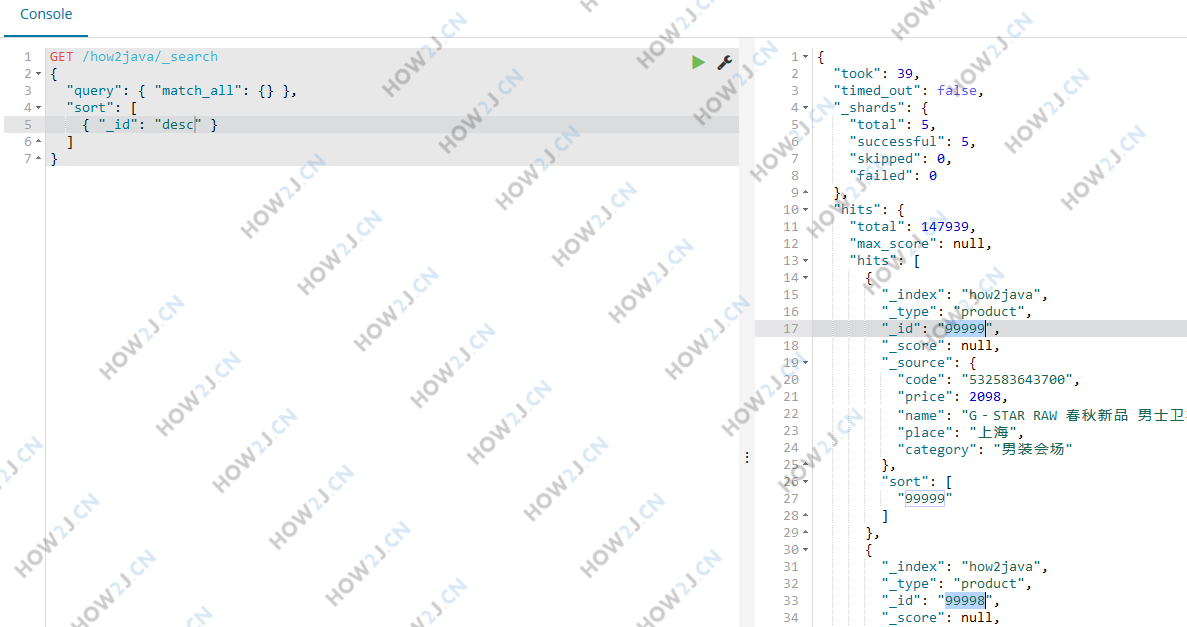 Console
1 GET /how2java/_search
2 {
3 "query": { "match_all": {} },
4 "sort": [
5 { "_id": "desc" }
6 ]
7 }
1 {
2 "took": 39,
3 "timed_out": false,
4 "_shards": {
5 "total": 5,
6 "successful": 5,
7 "skipped": 0,
8 "failed": 0
9 },
10 "hits": {
11 "total": 147939,
12 "max_score": null,
13 "hits": [
14 {
15 "_index": "how2java",
16 "_type": "product",
17 "_id": "99999",
18 "_score": null,
19 "_source": {
20 "code": "532583643700",
21 "price": 2098,
22 "name": "G-STAR RAW 春秋新品 男士卫
23 "place": "上海",
24 "category": "男装会场"
25 },
26 "sort": [
27 "99999"
28 ]
29 },
30 {
31 "_index": "how2java",
32 "_type": "product",
33 "_id": "99998",
34 "_score": null,
HOW2J.CN